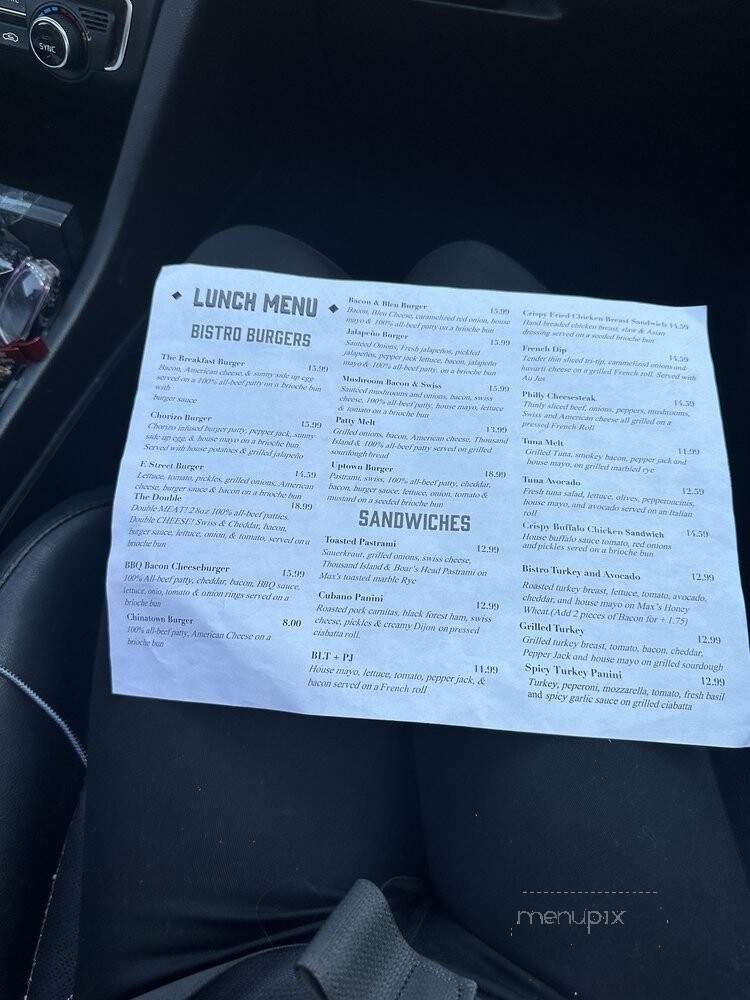 SYNC
LUNCH MENU
BISTRO BURGERS
The Breakfast Burger 15.99
Bacon, American cheese, & sunny side up egg
served on a 100% all-beef patty on a brioche bun
with
burger sauce
Chorizo Burger 15.99
Chorizo infused burger patty, pepper jack, sunny
side up egg, & house mayo on a brioche bun.
Served with house potatoes & grilled jalapeño
E Street Burger 14.59
Lettuce, tomato, pickles, grilled onions, American
cheese, burger sauce & bacon on a brioche bun
The Double 18.99
Double MEAT! 2 8oz 100% all-beef patties.
Double CHEESE! Swiss & Cheddar, bacon,
burger sauce, lettuce, onion, & tomato, served on a
brioche bun
BBQ Bacon Cheeseburger 15.99
100% All-beef patty, cheddar, bacon, BBQ sauce,
lettuce, onio, tomato & onion rings served on a
brioche bun
Chinatown Burger 8.00
100% all-beef patty, American Cheese on a
brioche bun
Bacon & Bleu Burger 15.99
Bacon, Bleu Cheese, caramelized red onion, house
mayo & 100% all-beef patty on a brioche bun
Jalapeño Burger 15.99
Sautéed Onions, Fresh jalapeños, pickled
jalapeños, pepper jack lettuce, bacon, jalapeño
mayo & 100% all-beef patty, on a brioche bun
Mushroom Bacon & Swiss 15.99
Sautéed mushrooms and onions, bacon, swiss
cheese, 100% all-beef patty, house mayo, lettuce
& tomato on a brioche bun
Patty Melt 13.99
Grilled onions, bacon, American cheese, Thousand
Island & 100% all-beef patty served on grilled
sourdough bread
Uptown Burger 18.99
Pastrami, swiss, 100% all-beef patty, cheddar,
bacon, burger sauce, lettuce, onion, tomato &
mustard on a seeded brioche bun
SANDWICHES
Toasted Pastrami 12.99
Sauerkraut, grilled onions, swiss cheese,
Thousand Island & Boar's Head Pastrami on
Max's toasted marble Rye
Cubano Panini 12.99
Roasted pork carnitas, black forest ham, swiss
cheese, pickles & creamy Dijon on pressed
ciabatta roll.
BLT + PJ 11.99
House mayo, lettuce, tomato, pepper jack, &
bacon served on a French roll
Crispy Fried Chicken Breast Sandwich 14.59
Hand breaded chicken breast, slaw & Asian
dressing served on a seeded brioche bun
French Dip 14.59
Tender thin sliced tri-tip, caramelized onions and
havarti cheese on a grilled French roll. Served with
Au Jus
Philly Cheesesteak 14.59
Thinly sliced beef, onions, peppers, mushrooms,
Swiss and American cheese all grilled on a
pressed French Roll
Tuna Melt 11.99
Grilled Tuna, smokey bacon, pepper jack and
house mayo, on grilled marbled rye
Tuna Avocado 12.59
Fresh tuna salad, lettuce, olives, pepperoncinis,
house mayo, and avocado served on an Italian
roll
Crispy Buffalo Chicken Sandwich 14.59
House buffalo sauce tomato, red onions
and pickles sered on a brioche bun.
Bistro Turkey and Avocado 12.99
Roasted turkey breast, lettuce, tomato, avocado,
cheddar, and house mayo on Max's Honey
Wheat.(Add 2 pieces of Bacon for + 1.75)
Grilled Turkey 12.99
Grilled turkey breast, tomato, bacon, cheddar,
Pepper Jack and house mayo on grilled sourdough
Spicy Turkey Panini 12.99
Turkey, peperoni, mozzarella, tomato, fresh basil
and spicy garlic sauce on grilled ciabatta
menupix